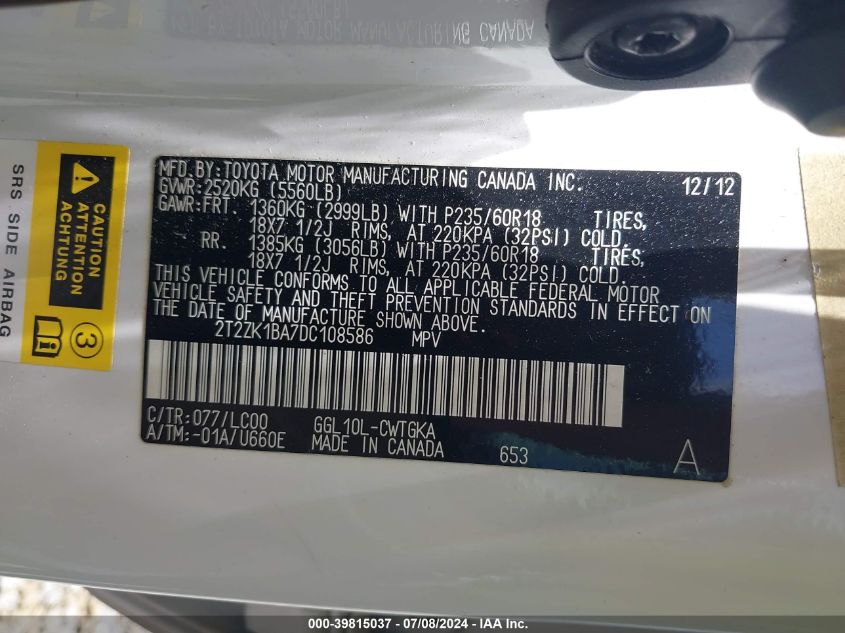 MFD.BY:TOYOTA MOTOR MANUFACTURING CANADA INC. 12/12
GVWR:2520KG (5560LB)
GAWR:FRT. 1360KG (2999LB) WITH P235/60R18 TIRES,
18X7 1/2J RIMS, AT 220KPA (32PSI) COLD.
RR. 1385KG (3056LB) WITH P235/60R18 TIRES,
18X7 1/2J RIMS, AT 220KPA (32PSI) COLD.
THIS VEHICLE CONFORMS TO ALL APPLICABLE FEDERAL MOTOR
VEHICLE SAFETY AND THEFT PREVENTION STANDARDS IN EFFECT ON
THE DATE OF MANUFACTURE SHOWN ABOVE.
2T2ZK1BA7DC108586 MPV
C/TR:077/LC00 GGL10L-CWTGKA
A/TM:-01A/U660E MADE IN CANADA 653 A
SRS SIDE AIRBAG
CAUTION
ATTENTION
3
000-39815037 - 07/08/2024 - IAA Inc.